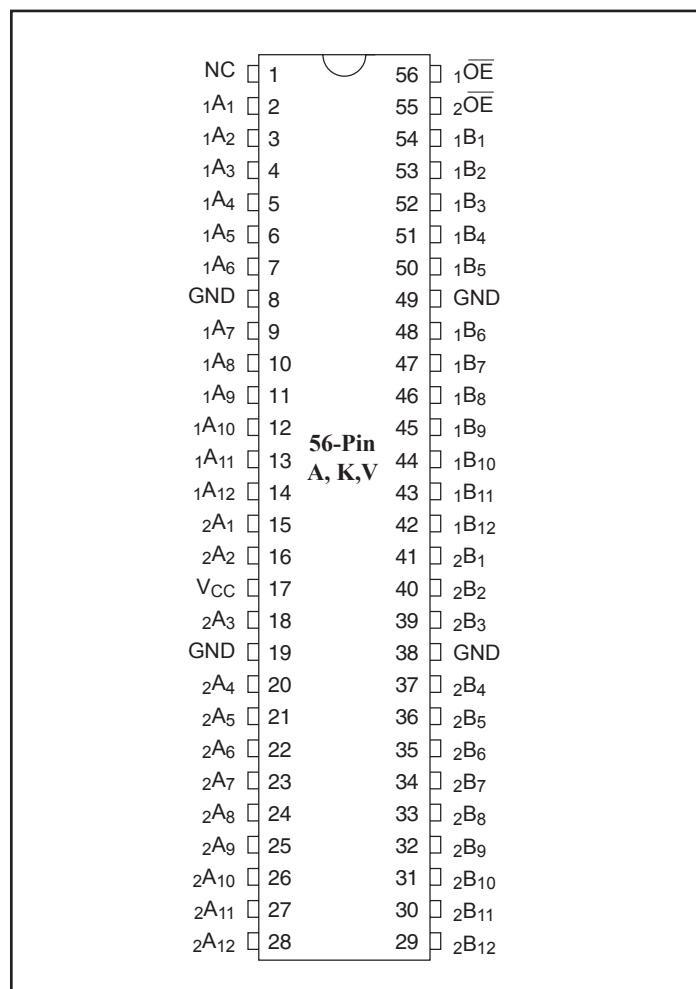 NC 1 56 1OE
1A1 2 55 2OE
1A2 3 54 1B1
1A3 4 53 1B2
1A4 5 52 1B3
1A5 6 51 1B4
1A6 7 50 1B5
GND 8 49 GND
1A7 9 48 1B6
1A8 10 47 1B7
1A9 11 46 1B8
1A10 12 45 1B9
56-Pin
1A11 13 44 1B10
A, K,V
1A12 14 43 1B11
2A1 15 42 1B12
2A2 16 41 2B1
VCC 17 40 2B2
2A3 18 39 2B3
GND 19 38 GND
2A4 20 37 2B4
2A5 21 36 2B5
2A6 22 35 2B6
2A7 23 34 2B7
2A8 24 33 2B8
2A9 25 32 2B9
2A10 26 31 2B10
2A11 27 30 2B11
2A12 28 29 2B12